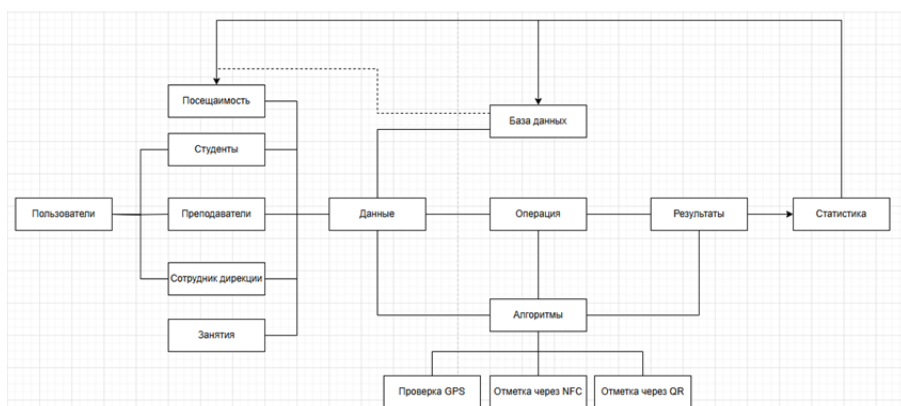 Посещаимость
База данных
Студенты
Пользователи
Преподаватели
Данные
Операция
Результаты
Статистика
Сотрудник дирекции
Алгоритмы
Занятия
Проверка GPS
Отметка через NFC
Отметка через QR